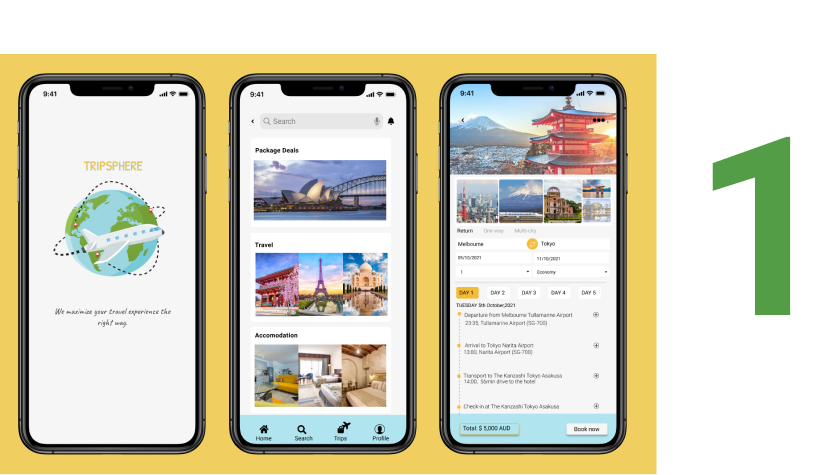 9:41
TRIPSPHERE
We maximize your travel experience the
right way.
9:41
Search
Package Deals
Travel
Accomodation
Home Search Trips Profile
9:41
Return One-way Multi-city
Melbourne Tokyo
05/10/2021 11/10/2021
1 Economy
DAY 1 DAY 2 DAY 3 DAY 4 DAY 5
TUESDAY 5th October,2021
Departure from Melbourne Tullamarine Airport
23:35, Tullamarine Airport (SG-700)
Arrival to Tokyo Narita Airport
13:00, Narita Airport (SG-700)
Transport to The Kanzashi Tokyo Asakusa
14:00, 56min drive to the hotel
Check-in at The Kanzashi Tokyo Asakusa
Total: $ 5,000 AUD Book now
1